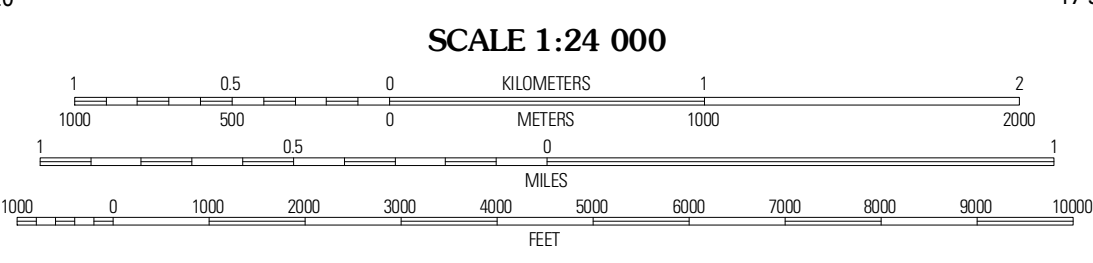 SCALE 1:24 000
1 0.5 0 KILOMETERS 1 2
1000 500 0 METERS 1000 2000
1 0.5 0 1
MILES
1000 0 1000 2000 3000 4000 5000 6000 7000 8000 9000 10000
FEET